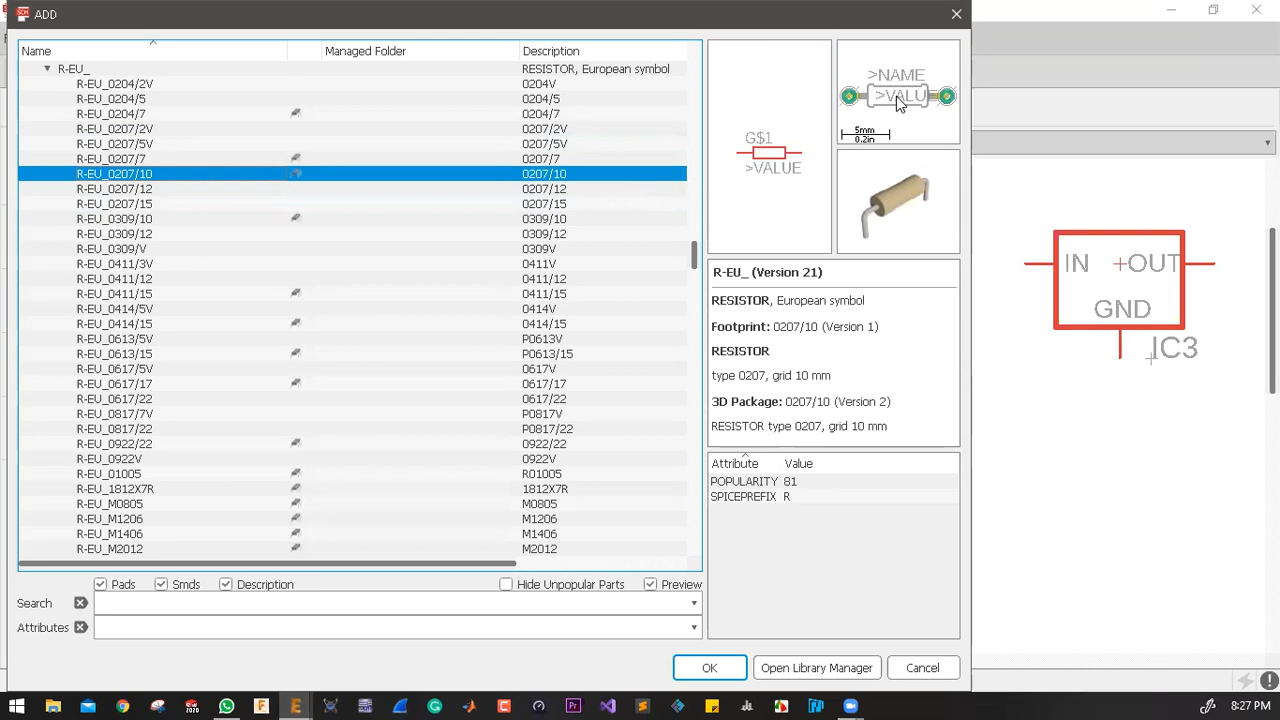 ADD
Name Managed Folder Description
R-EU_ RESISTOR, European symbol
R-EU_0204/2V 0204V
R-EU_0204/5 0204/5
R-EU_0204/7 0204/7
R-EU_0207/2V 0207/2V
R-EU_0207/5V 0207/5V
R-EU_0207/7 0207/7
R-EU_0207/10 0207/10
R-EU_0207/12 0207/12
R-EU_0207/15 0207/15
R-EU_0309/10 0309/10
R-EU_0309/12 0309/12
R-EU_0309/V 0309V
R-EU_0411/3V 0411V
R-EU_0411/12 0411/12
R-EU_0411/15 0411/15
R-EU_0414/5V 0414V
R-EU_0414/15 0414/15
R-EU_0613/5V P0613V
R-EU_0613/15 P0613/15
R-EU_0617/5V 0617V
R-EU_0617/17 0617/17
R-EU_0617/22 0617/22
R-EU_0817/7V P0817V
R-EU_0817/22 P0817/22
R-EU_0922/22 0922/22
R-EU_0922V 0922V
R-EU_01005 R01005
R-EU_1812X7R 1812X7R
R-EU_M0805 M0805
R-EU_M1206 M1206
R-EU_M1406 M1406
R-EU_M2012 M2012
Pads Smds Description Hide Unpopular Parts Preview
Search
Attributes
G$1
>VALUE
>NAME
>VALUE
5mm
0.2in
R-EU_ (Version 21)
RESISTOR, European symbol
Footprint: 0207/10 (Version 1)
RESISTOR
type 0207, grid 10 mm
3D Package: 0207/10 (Version 2)
RESISTOR type 0207, grid 10 mm
Attribute Value
POPULARITY 81
SPICEPREFIX R
OK Open Library Manager Cancel
IN OUT
GND
IC3
8:27 PM